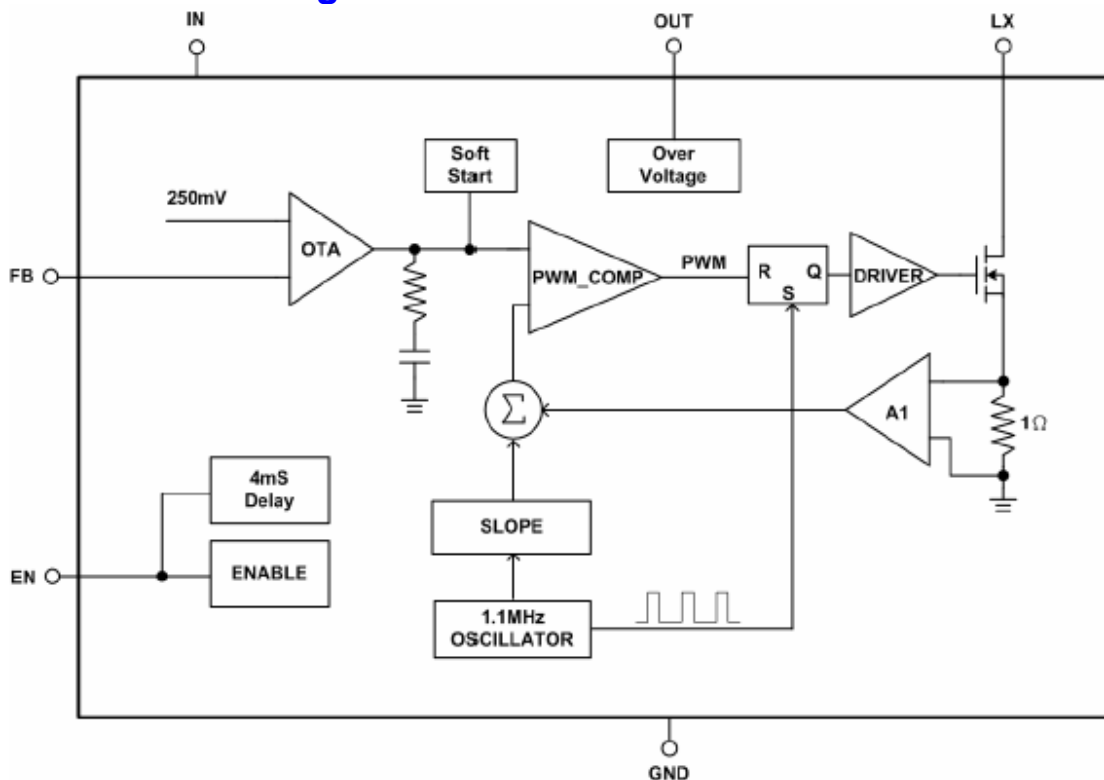 IN
OUT
LX
Soft
Start
Over
Voltage
250mV
OTA
FB
PWM_COMP
PWM
R
Q
S
DRIVER
Σ
A1
1Ω
4mS
Delay
SLOPE
EN
ENABLE
1.1MHz
OSCILLATOR
GND